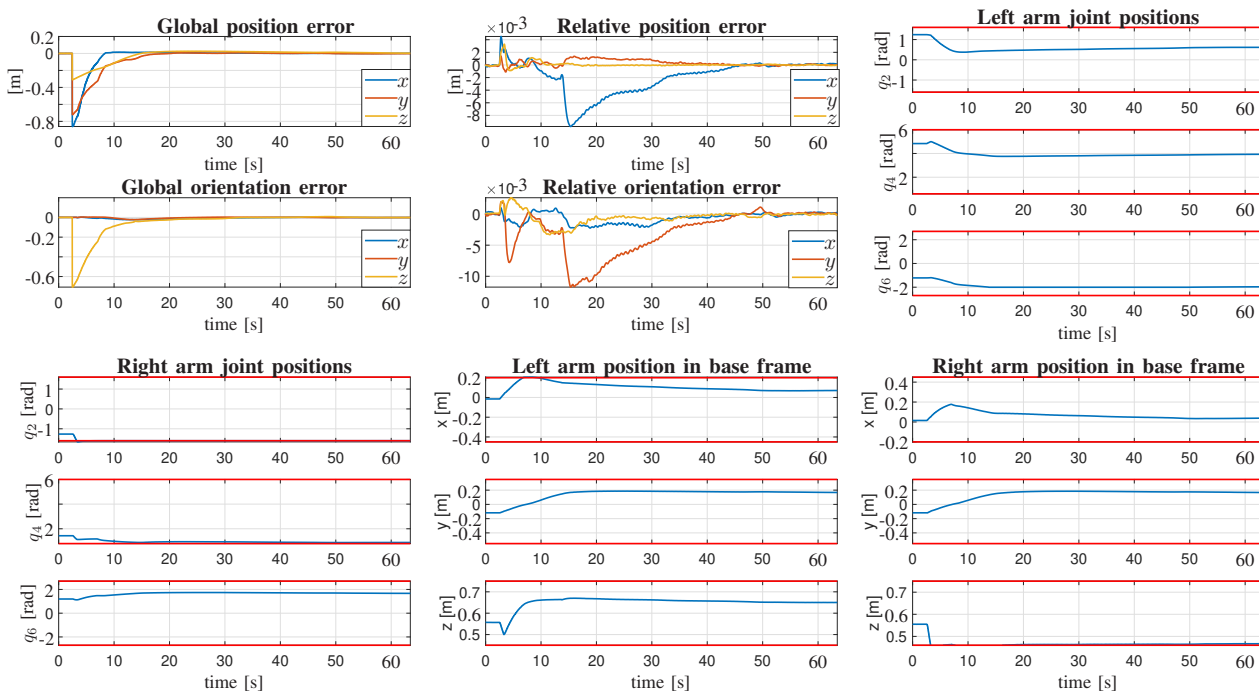 Global position error
0.2
0
-0.4
-0.8
[m]
x
y
z
0 10 20 30 40 50 60
time [s]
Relative position error
×10⁻³
4
2
0
-2
-4
-6
-8
[m]
x
y
z
0 10 20 30 40 50 60
time [s]
Left arm joint positions
1
0
-1
q₂ [rad]
0 10 20 30 40 50 60
6
2
q₄ [rad]
0 10 20 30 40 50 60
2
0
-2
q₆ [rad]
0 10 20 30 40 50 60
time [s]
Global orientation error
0
-0.2
-0.6
x
y
z
0 10 20 30 40 50 60
time [s]
Relative orientation error
×10⁻³
0
-5
-10
x
y
z
0 10 20 30 40 50 60
time [s]
Right arm joint positions
1
0
-1
q₂ [rad]
0 10 20 30 40 50 60
6
2
q₄ [rad]
0 10 20 30 40 50 60
2
0
-2
q₆ [rad]
0 10 20 30 40 50 60
time [s]
Left arm position in base frame
0.2
0
-0.2
-0.4
x [m]
0 10 20 30 40 50 60
0.2
0
-0.2
-0.4
y [m]
0 10 20 30 40 50 60
0.7
0.6
0.5
z [m]
0 10 20 30 40 50 60
time [s]
Right arm position in base frame
0.4
0.2
0
-0.2
x [m]
0 10 20 30 40 50 60
0.2
0
-0.2
-0.4
y [m]
0 10 20 30 40 50 60
0.7
0.6
0.5
z [m]
0 10 20 30 40 50 60
time [s]